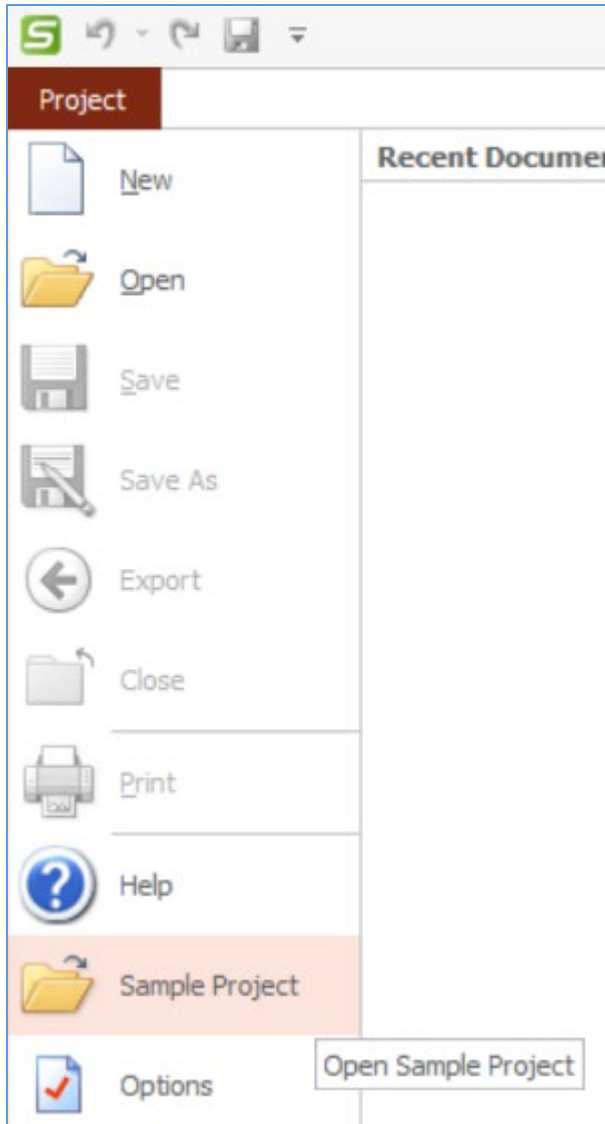 S
Project
Recent Documen
New
Open
Save
Save As
Export
Close
Print
Help
Sample Project
Open Sample Project
Options